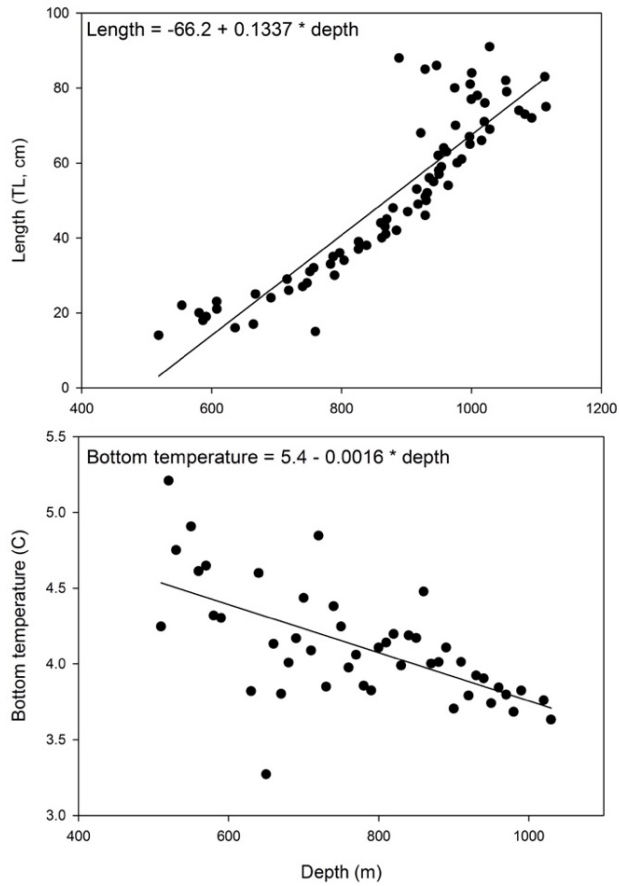 Length = -66.2 + 0.1337 * depth
Length (TL, cm)
100
80
60
40
20
0
400 600 800 1000 1200
Bottom temperature = 5.4 - 0.0016 * depth
Bottom temperature (C)
5.5
5.0
4.5
4.0
3.5
3.0
400 600 800 1000
Depth (m)